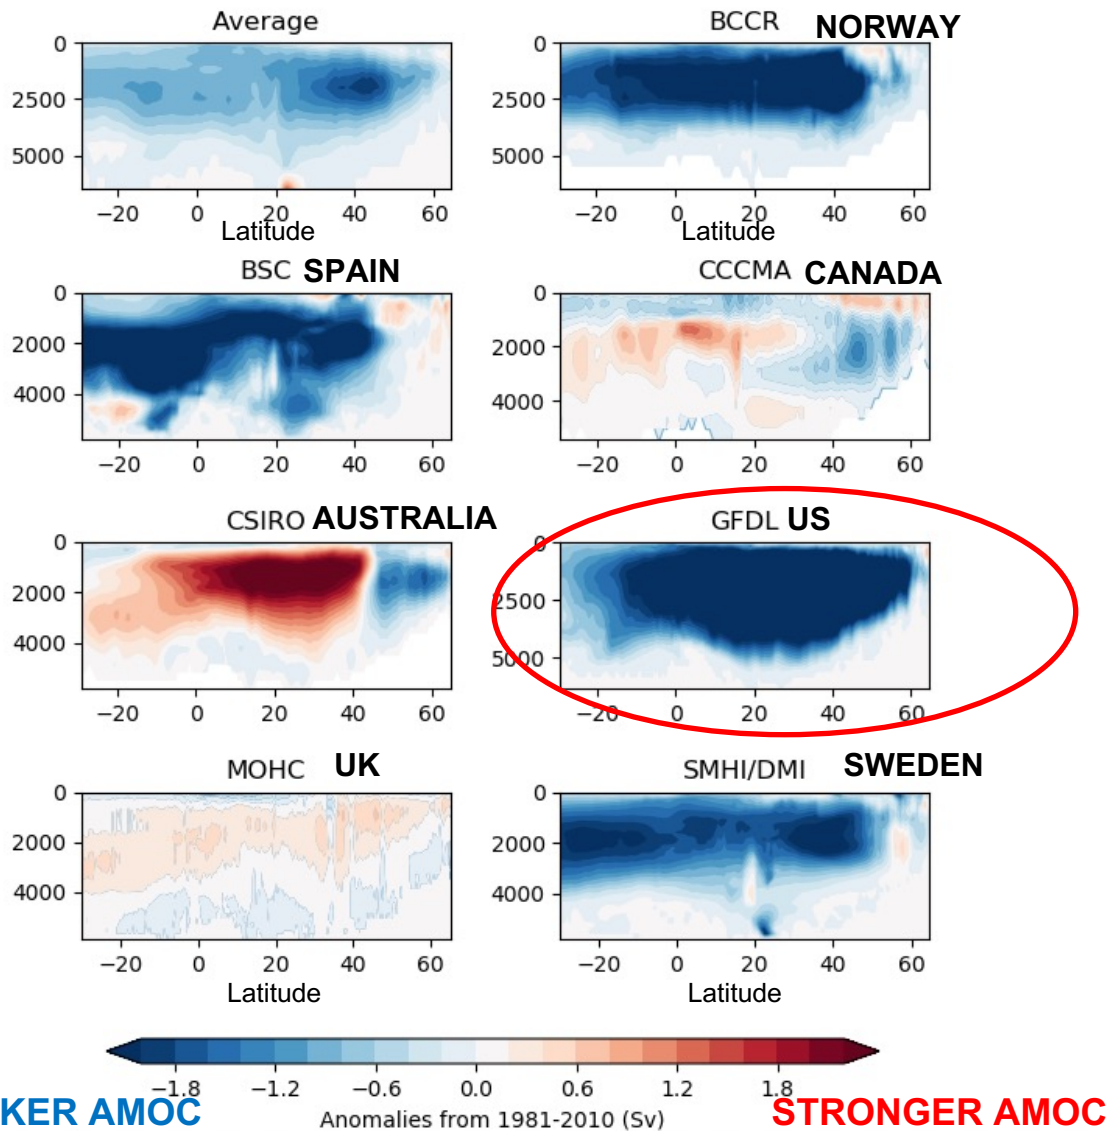 Average
0
2500
5000
−20 0 20 40 60
Latitude
BCCR NORWAY
0
2500
5000
−20 0 20 40 60
Latitude
BSC SPAIN
0
2000
4000
−20 0 20 40 60
CCCMA CANADA
0
2000
4000
−20 0 20 40 60
CSIRO AUSTRALIA
0
2000
4000
−20 0 20 40 60
GFDL US
0
2500
5000
−20 0 20 40 60
MOHC UK
0
2000
4000
−20 0 20 40 60
Latitude
SMHI/DMI SWEDEN
0
2000
4000
−20 0 20 40 60
Latitude
−1.8 −1.2 −0.6 0.0 0.6 1.2 1.8
KER AMOC
Anomalies from 1981-2010 (Sv)
STRONGER AMOC